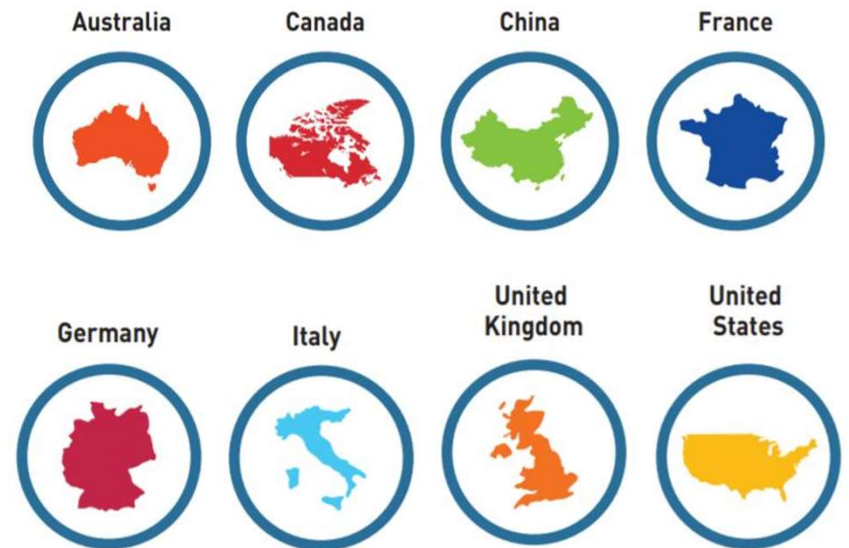 Australia
Canada
China
France
Germany
Italy
United
Kingdom
United
States